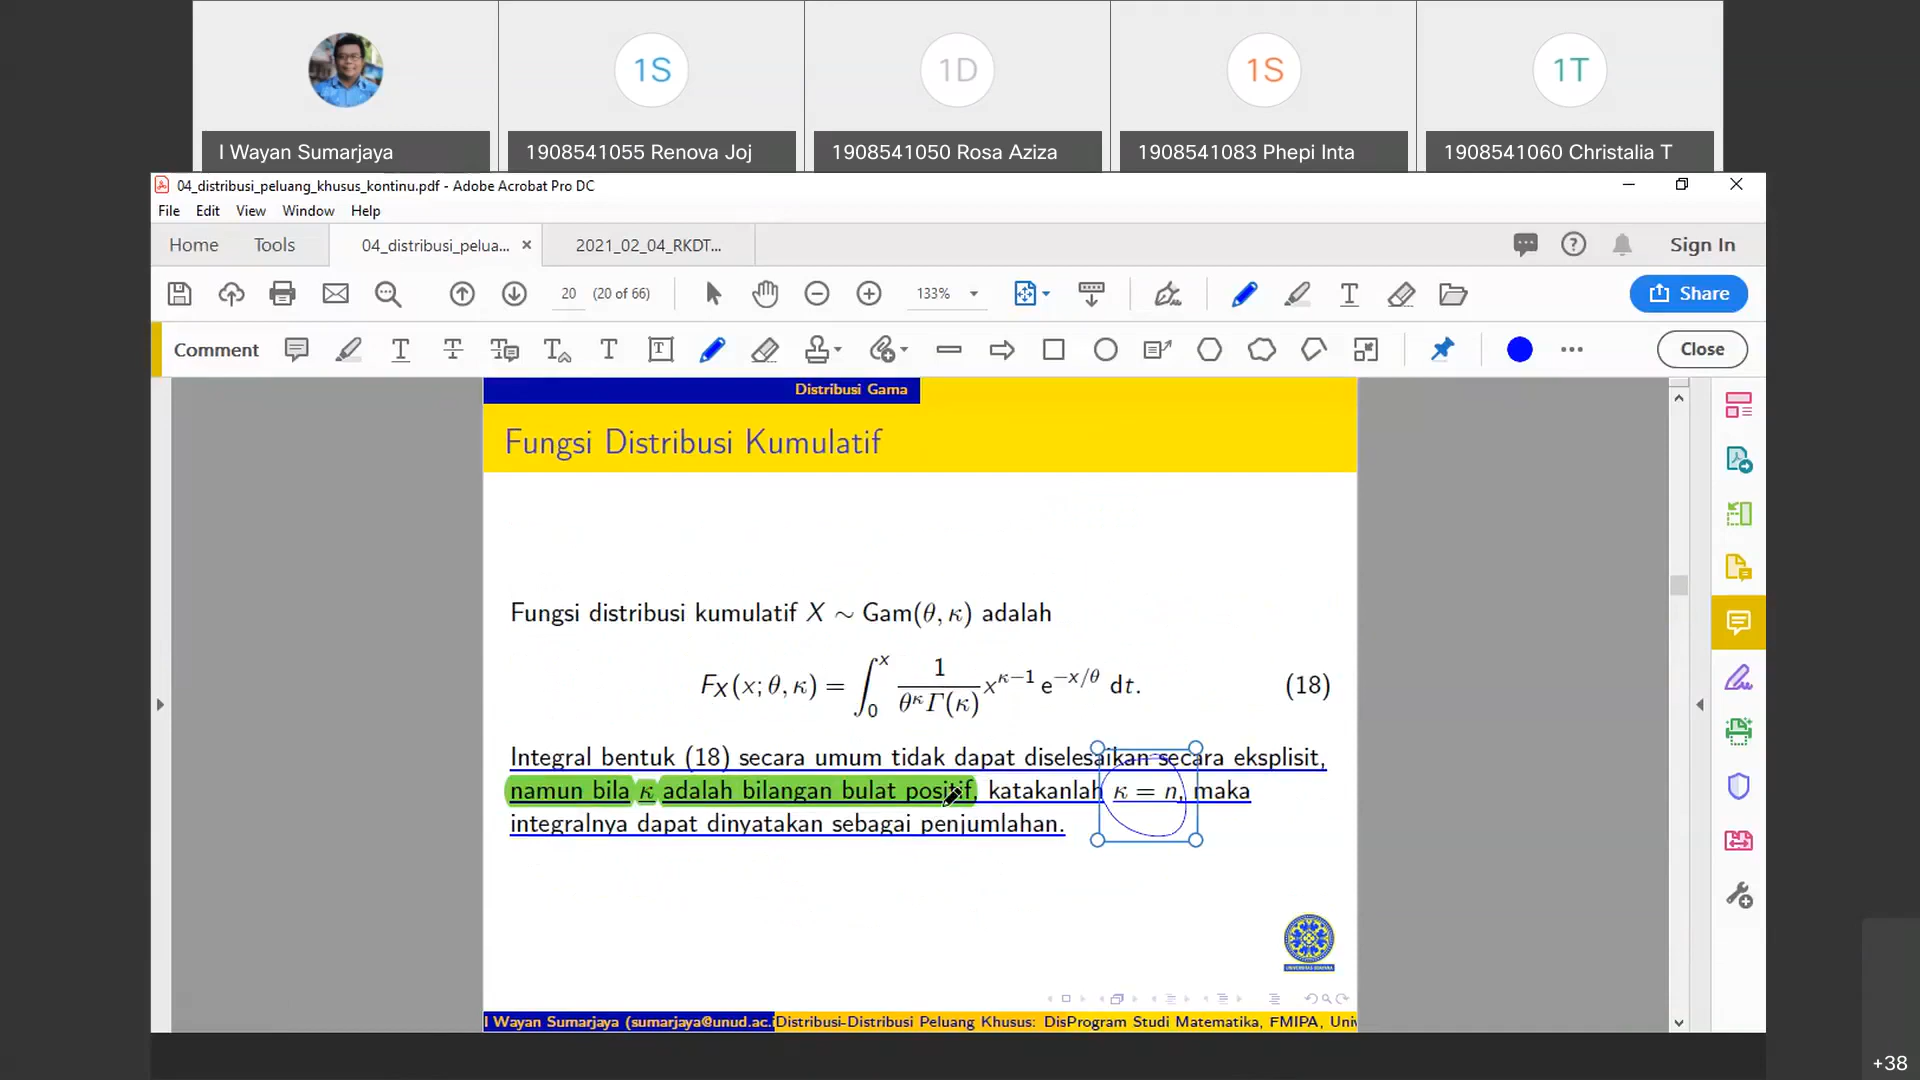 1S
1D
1S
1T
I Wayan Sumarjaya
1908541055 Renova Joj
1908541050 Rosa Aziza
1908541083 Phepi Inta
1908541060 Christalia T
04_distribusi_peluang_khusus_kontinu.pdf - Adobe Acrobat Pro DC
File Edit View Window Help
Home Tools 04_distribusi_pelua... × 2021_02_04_RKDT... Sign In
20 (20 of 66) 133% Share
Comment Close
Distribusi Gama
Fungsi Distribusi Kumulatif
Fungsi distribusi kumulatif X ∼ Gam(θ, κ) adalah
F_X(x; θ, κ) = ∫_0^x 1/(θ^κ Γ(κ)) x^{κ−1} e^{−x/θ} dt. (18)
Integral bentuk (18) secara umum tidak dapat diselesaikan secara eksplisit,
namun bila κ adalah bilangan bulat positif, katakanlah κ = n, maka
integralnya dapat dinyatakan sebagai penjumlahan.
I Wayan Sumarjaya (sumarjaya@unud.ac.i Distribusi-Distribusi Peluang Khusus: Dis Program Studi Matematika, FMIPA, Univ
+38